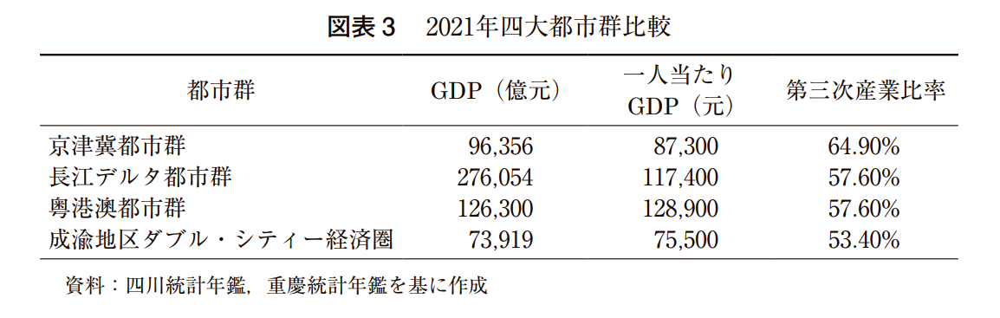 図表3 2021年四大都市群比較
都市群 GDP（億元） 一人当たり GDP（元） 第三次産業比率
京津冀都市群 96,356 87,300 64.90%
長江デルタ都市群 276,054 117,400 57.60%
粤港澳都市群 126,300 128,900 57.60%
成渝地区ダブル・シティー経済圏 73,919 75,500 53.40%
資料：四川統計年鑑，重慶統計年鑑を基に作成